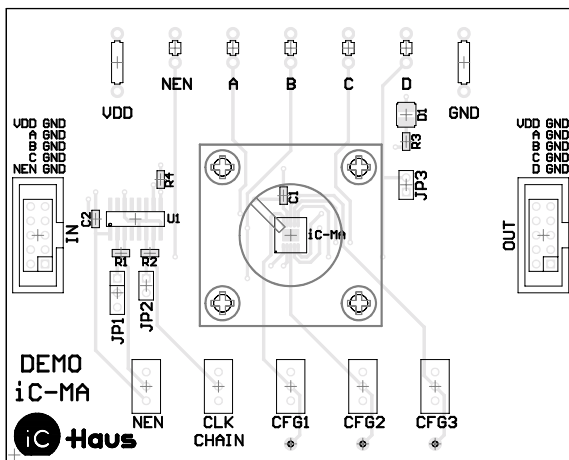 VDD
NEN
A
B
C
D
GND
D1
R3
JP3
VDD GND
A GND
B GND
C GND
NEN GND
IN
VDD GND
A GND
B GND
C GND
D GND
OUT
R4
C2
U1
C1
iC-MA
R1
R2
JP1
JP2
DEMO
iC-MA
NEN
CLK
CHAIN
CFG1
CFG2
CFG3
iC Haus